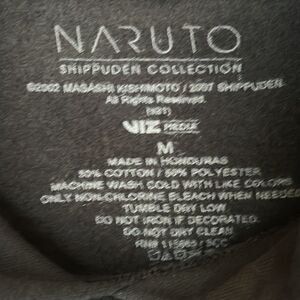 NARUTO
SHIPPUDEN COLLECTION
©2002 MASASHI KISHIMOTO / 2007 SHIPPUDEN
All Rights Reserved.
VIZ MEDIA
M
MADE IN HONDURAS
50% COTTON / 50% POLYESTER
MACHINE WASH COLD WITH LIKE COLORS
ONLY NON-CHLORINE BLEACH WHEN NEEDED
TUMBLE DRY LOW
DO NOT IRON IF DECORATED.
DO NOT DRY CLEAN